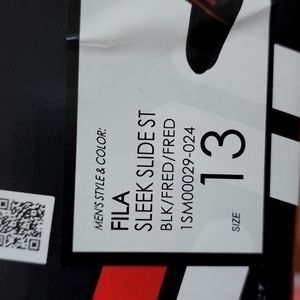 MEN'S STYLE & COLOR:
FILA
SLEEK SLIDE ST
BLK/FRED/FRED
1SM00029-024
SIZE
13